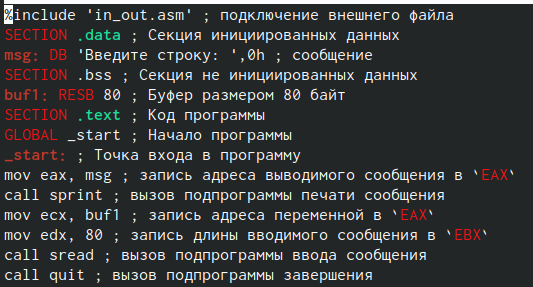 %include 'in_out.asm' ; подключение внешнего файла
SECTION .data ; Секция инициированных данных
msg: DB 'Введите строку: ',0h ; сообщение
SECTION .bss ; Секция не инициированных данных
buf1: RESB 80 ; Буфер размером 80 байт
SECTION .text ; Код программы
GLOBAL _start ; Начало программы
_start: ; Точка входа в программу
mov eax, msg ; запись адреса выводимого сообщения в `EAX`
call sprint ; вызов подпрограммы печати сообщения
mov ecx, buf1 ; запись адреса переменной в `EAX`
mov edx, 80 ; запись длины вводимого сообщения в `EBX`
call sread ; вызов подпрограммы ввода сообщения
call quit ; вызов подпрограммы завершения